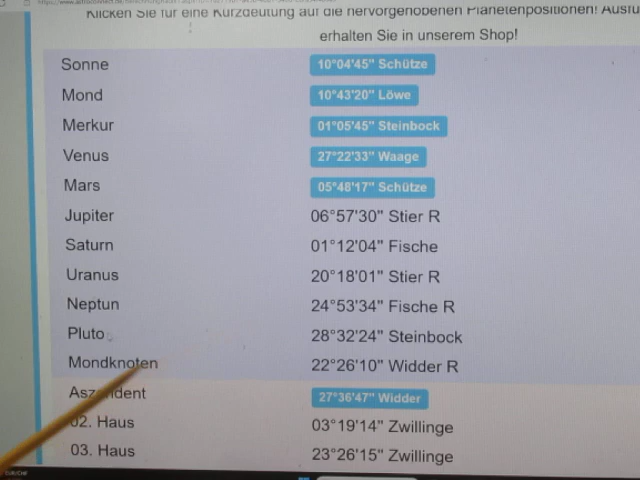 Klicken Sie für eine Kurzdeutung auf die hervorgehobenen Planetenpositionen!
erhalten Sie in unserem Shop!
Sonne 10°04'45" Schütze
Mond 10°43'20" Löwe
Merkur 01°05'45" Steinbock
Venus 27°22'33" Waage
Mars 05°48'17" Schütze
Jupiter 06°57'30" Stier R
Saturn 01°12'04" Fische
Uranus 20°18'01" Stier R
Neptun 24°53'34" Fische R
Pluto 28°32'24" Steinbock
Mondknoten 22°26'10" Widder R
Aszendent 27°36'47" Widder
02. Haus 03°19'14" Zwillinge
03. Haus 23°26'15" Zwillinge